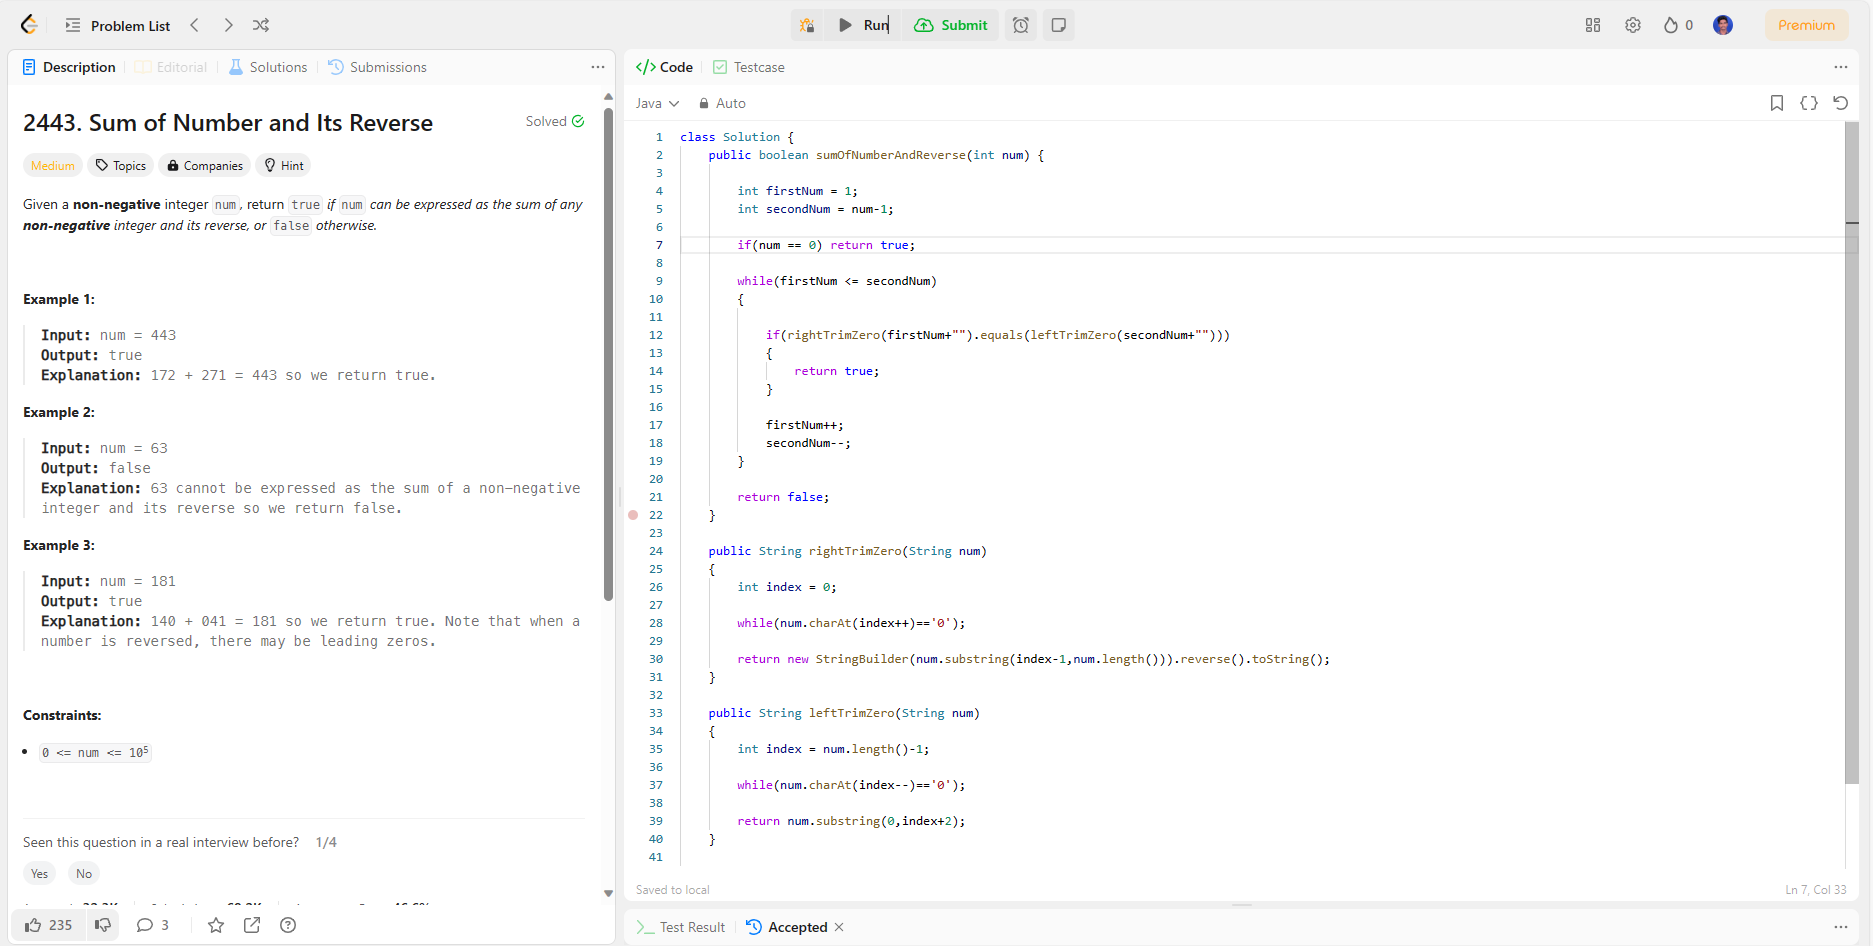 Problem List
Run
Submit
0
Premium
Description
Editorial
Solutions
Submissions
2443. Sum of Number and Its Reverse
Solved
Medium
Topics
Companies
Hint
Given a non-negative integer num, return true if num can be expressed as the sum of any
non-negative integer and its reverse, or false otherwise.
Example 1:
Input: num = 443
Output: true
Explanation: 172 + 271 = 443 so we return true.
Example 2:
Input: num = 63
Output: false
Explanation: 63 cannot be expressed as the sum of a non-negative
integer and its reverse so we return false.
Example 3:
Input: num = 181
Output: true
Explanation: 140 + 041 = 181 so we return true. Note that when a
number is reversed, there may be leading zeros.
Constraints:
• 0 <= num <= 10⁵
Seen this question in a real interview before? 1/4
Yes
No
235
3
</> Code
Testcase
Java
Auto
1 class Solution {
2 public boolean sumOfNumberAndReverse(int num) {
3
4 int firstNum = 1;
5 int secondNum = num-1;
6
7 if(num == 0) return true;
8
9 while(firstNum <= secondNum)
10 {
11
12 if(rightTrimZero(firstNum+"").equals(leftTrimZero(secondNum+"")))
13 {
14 return true;
15 }
16
17 firstNum++;
18 secondNum--;
19 }
20
21 return false;
22 }
23
24 public String rightTrimZero(String num)
25 {
26 int index = 0;
27
28 while(num.charAt(index++)=='0');
29
30 return new StringBuilder(num.substring(index-1,num.length())).reverse().toString();
31 }
32
33 public String leftTrimZero(String num)
34 {
35 int index = num.length()-1;
36
37 while(num.charAt(index--)=='0');
38
39 return num.substring(0,index+2);
40 }
41
Saved to local
Ln 7, Col 33
Test Result
Accepted